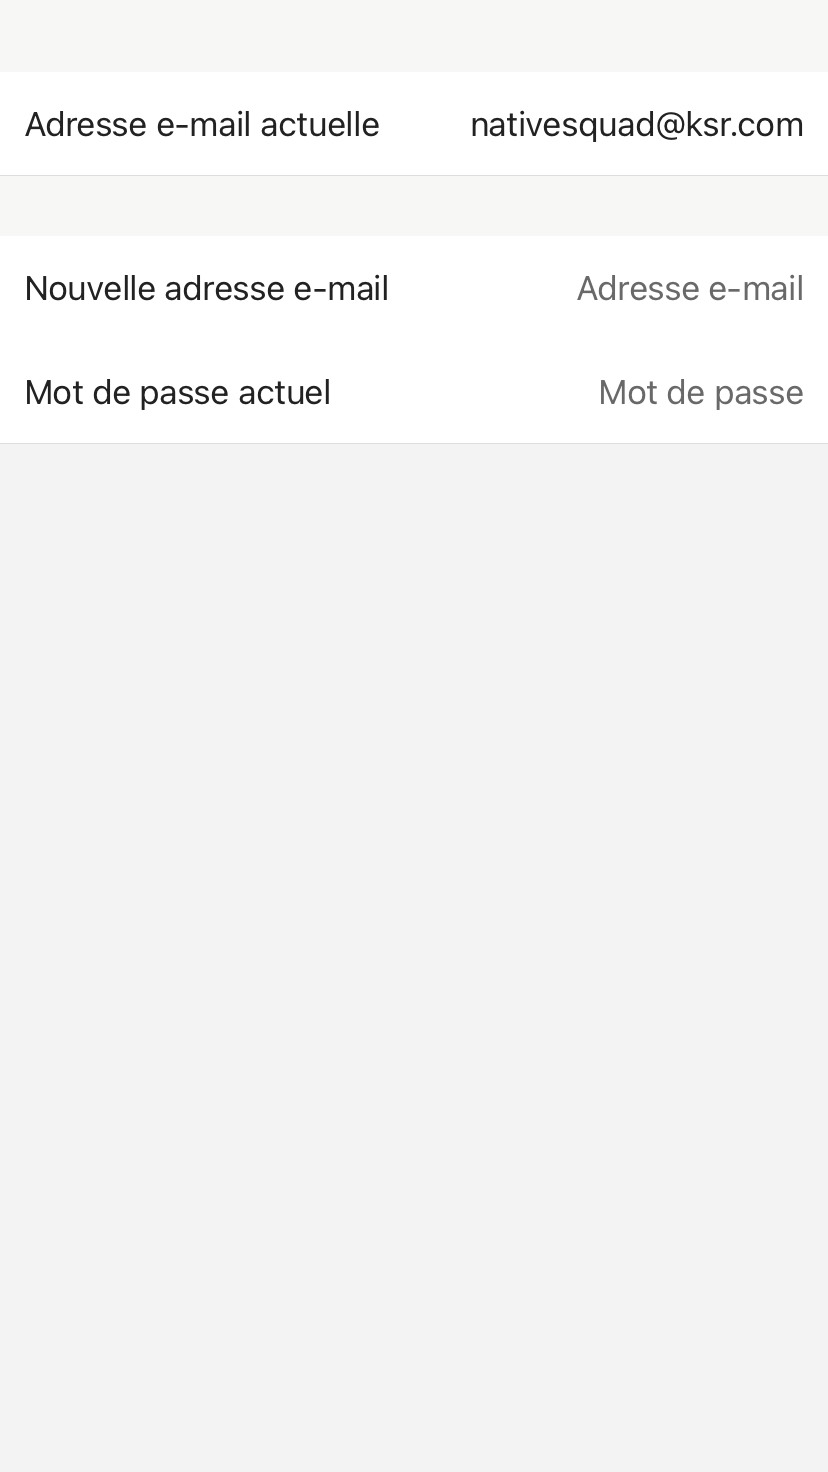 Adresse e-mail actuelle nativesquad@ksr.com
Nouvelle adresse e-mail Adresse e-mail
Mot de passe actuel Mot de passe